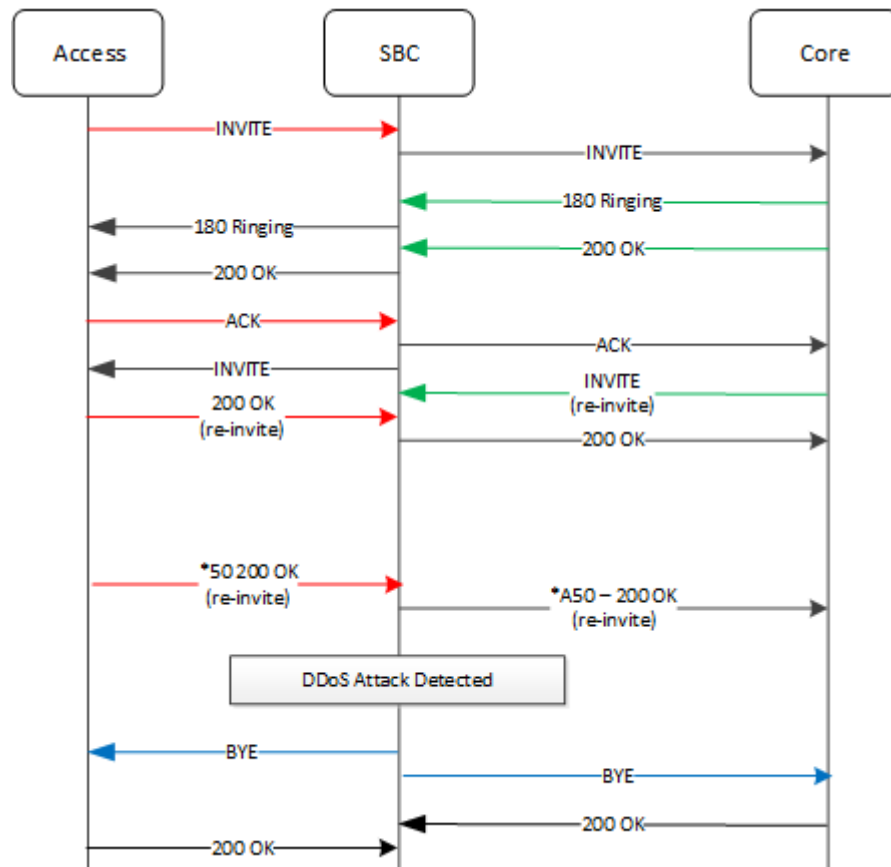 Access
SBC
Core
INVITE
INVITE
180 Ringing
180 Ringing
200 OK
200 OK
ACK
ACK
INVITE
INVITE
(re-invite)
200 OK
(re-invite)
200 OK
*50 200 OK
(re-invite)
*A50 – 200 OK
(re-invite)
DDoS Attack Detected
BYE
BYE
200 OK
200 OK